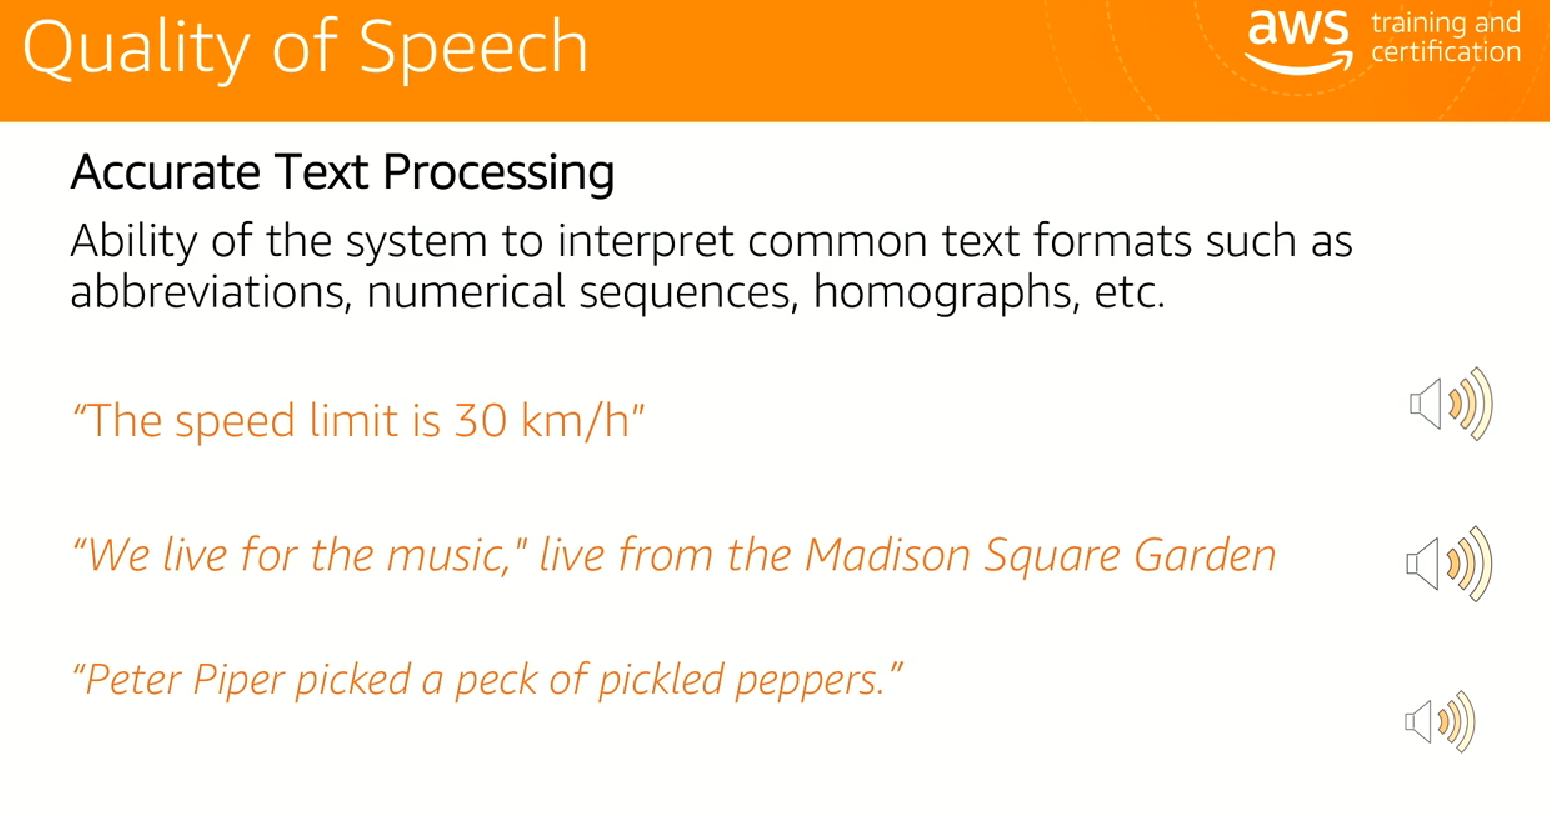 Quality of Speech
aws training and
certification
Accurate Text Processing
Ability of the system to interpret common text formats such as
abbreviations, numerical sequences, homographs, etc.
“The speed limit is 30 km/h”
“We live for the music," live from the Madison Square Garden
“Peter Piper picked a peck of pickled peppers.”